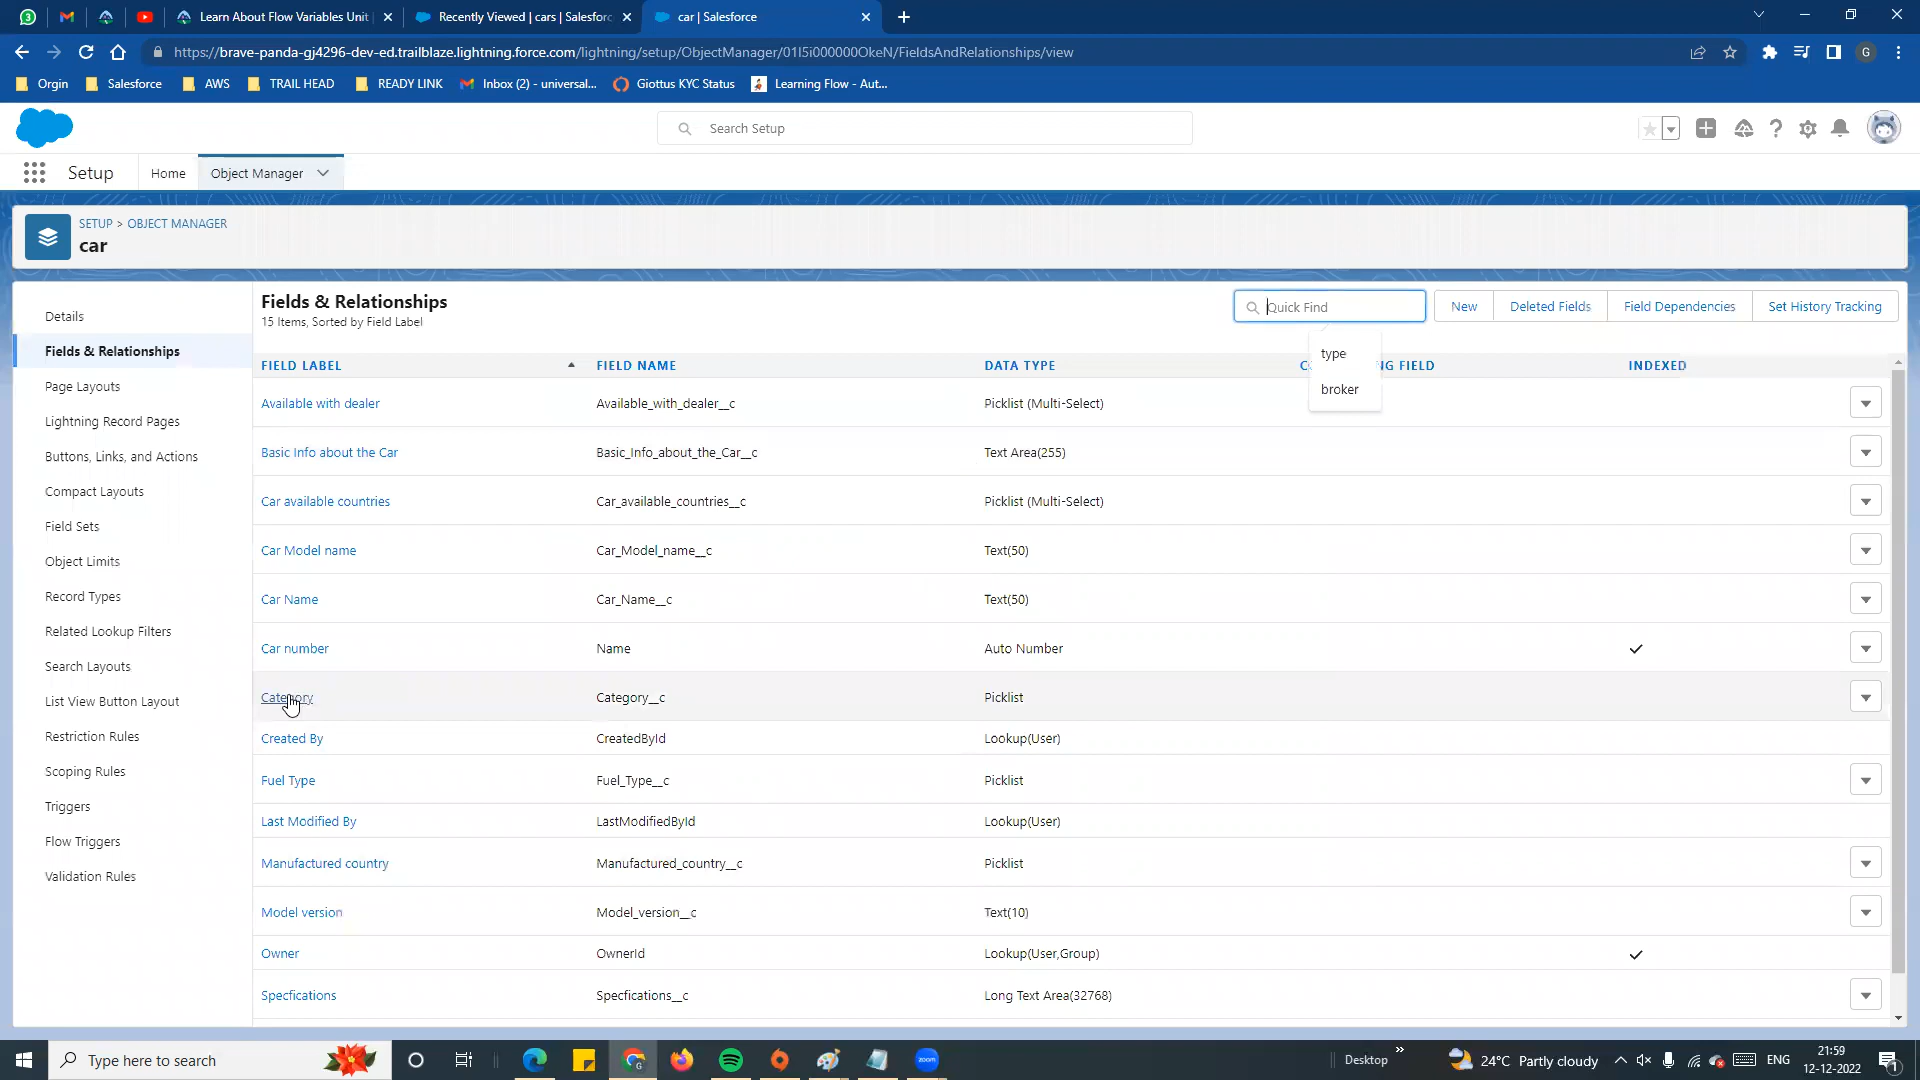 Learn About Flow Variables Unit
Recently Viewed | cars | Salesforc
car | Salesforce
https://brave-panda-gj4296-dev-ed.trailblaze.lightning.force.com/lightning/setup/ObjectManager/01I5i000000OkeN/FieldsAndRelationships/view
G
Orgin
Salesforce
AWS
TRAIL HEAD
READY LINK
Inbox (2) - universal...
Giottus KYC Status
Learning Flow - Aut...
Search Setup
Setup
Home
Object Manager
SETUP > OBJECT MANAGER
car
Details
Fields & Relationships
Page Layouts
Lightning Record Pages
Buttons, Links, and Actions
Compact Layouts
Field Sets
Object Limits
Record Types
Related Lookup Filters
Search Layouts
List View Button Layout
Restriction Rules
Scoping Rules
Triggers
Flow Triggers
Validation Rules
Fields & Relationships
15 Items, Sorted by Field Label
Quick Find
New
Deleted Fields
Field Dependencies
Set History Tracking
type
broker
FIELD LABEL FIELD NAME DATA TYPE C NG FIELD INDEXED
Available with dealer Available_with_dealer__c Picklist (Multi-Select)
Basic Info about the Car Basic_Info_about_the_Car__c Text Area(255)
Car available countries Car_available_countries__c Picklist (Multi-Select)
Car Model name Car_Model_name__c Text(50)
Car Name Car_Name__c Text(50)
Car number Name Auto Number
Category Category__c Picklist
Created By CreatedById Lookup(User)
Fuel Type Fuel_Type__c Picklist
Last Modified By LastModifiedById Lookup(User)
Manufactured country Manufactured_country__c Picklist
Model version Model_version__c Text(10)
Owner OwnerId Lookup(User,Group)
Specfications Specfications__c Long Text Area(32768)
Type here to search
zoom
Desktop
24°C Partly cloudy
ENG
21:59
12-12-2022
1